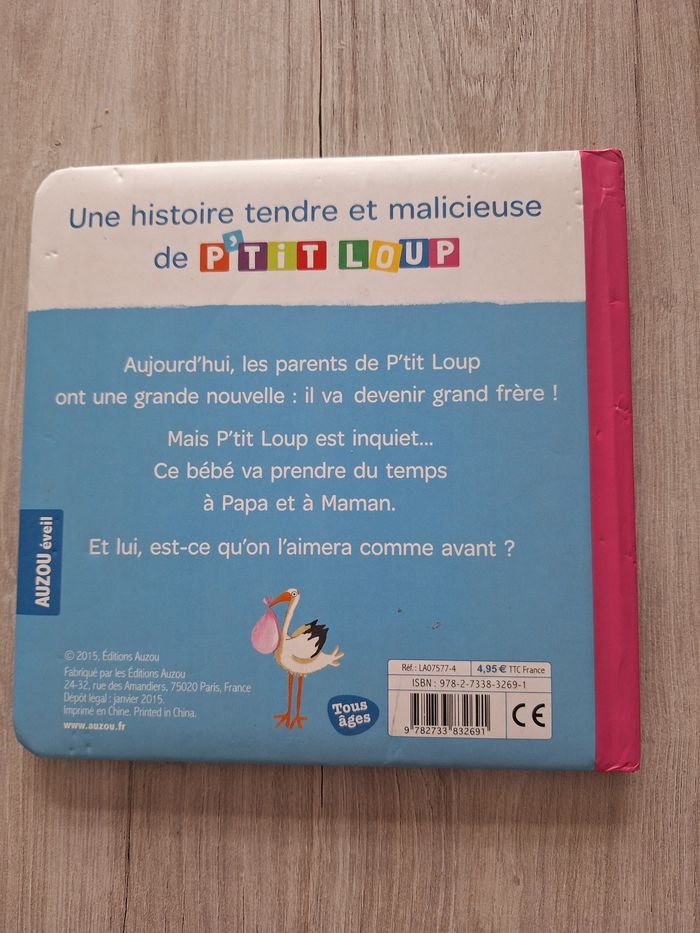 Une histoire tendre et malicieuse
de P'TiT LOUP
Aujourd'hui, les parents de P'tit Loup
ont une grande nouvelle : il va devenir grand frère !
Mais P'tit Loup est inquiet...
Ce bébé va prendre du temps
à Papa et à Maman.
Et lui, est-ce qu'on l'aimera comme avant ?
AUZOU éveil
© 2015, Éditions Auzou
Fabriqué par les Éditions Auzou
24-32, rue des Amandiers, 75020 Paris, France
Dépôt légal : janvier 2015.
Imprimé en Chine. Printed in China.
www.auzou.fr
Tous
âges
Réf.: LA07577-4
4,95 € TTC France
ISBN : 978-2-7338-3269-1
9 782733 832691
CE